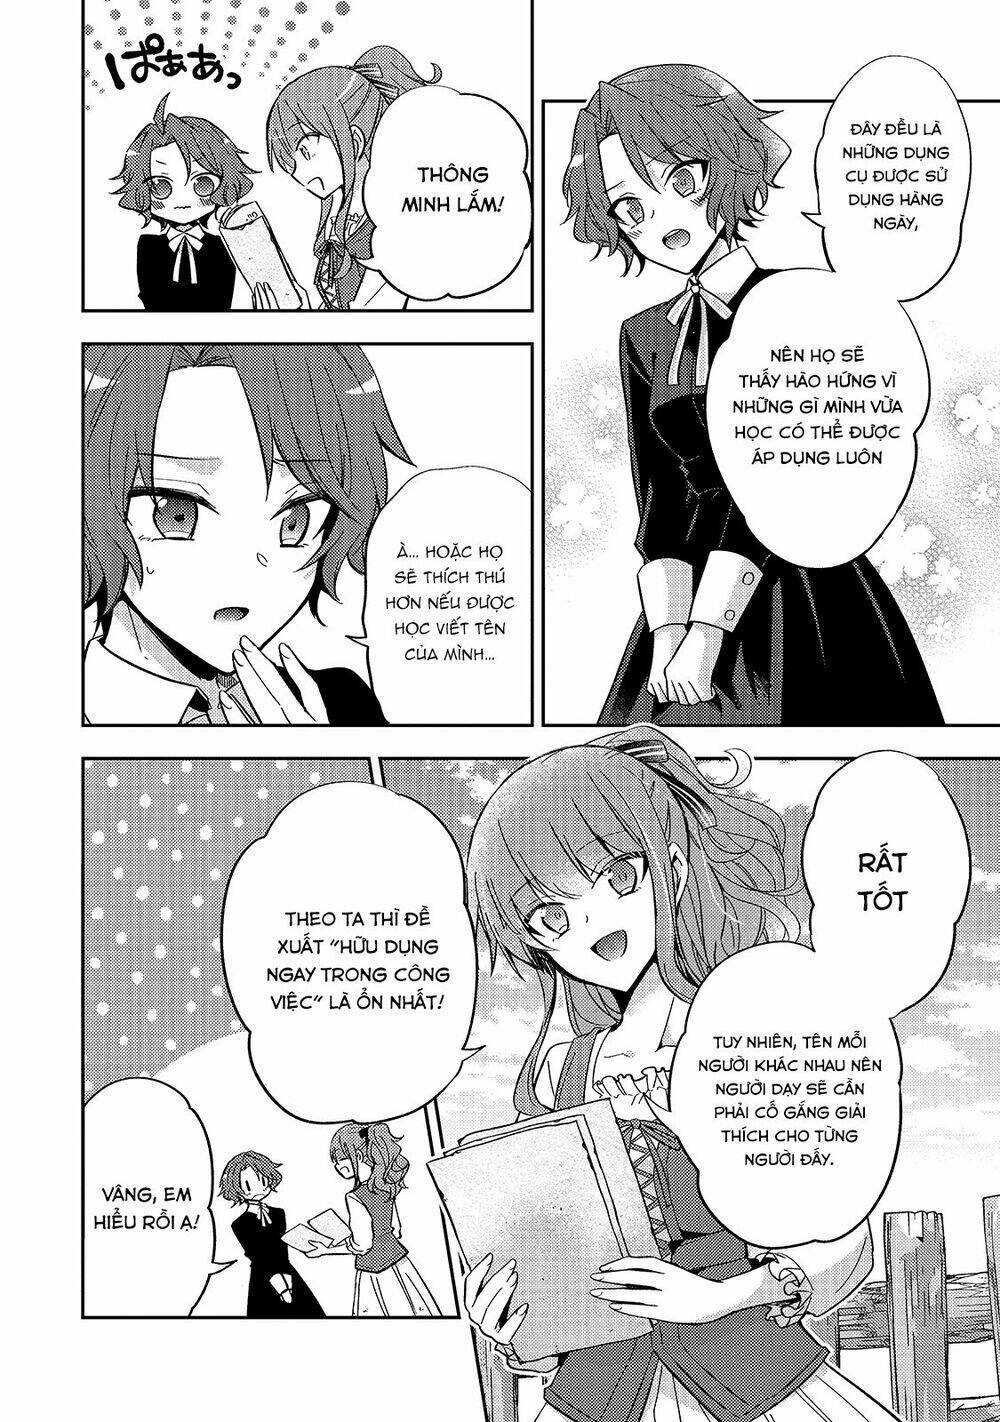 ĐÂY ĐỀU LÀ
NHỮNG DỤNG
CỤ ĐƯỢC SỬ
DỤNG HÀNG
NGÀY,
NÊN HỌ SẼ
THẤY HÀO HỨNG VÌ
NHỮNG GÌ MÌNH VỪA
HỌC CÓ THỂ ĐƯỢC
ÁP DỤNG LUÔN
ぱぁあっ
THÔNG
MINH LẮM!
À... HOẶC HỌ
SẼ THÍCH THÚ
HƠN NẾU ĐƯỢC
HỌC VIẾT TÊN
CỦA MÌNH...
RẤT
TỐT
TUY NHIÊN, TÊN MỖI
NGƯỜI KHÁC NHAU NÊN
NGƯỜI DẠY SẼ CẦN
PHẢI CỐ GẮNG GIẢI
THÍCH CHO TỪNG
NGƯỜI ĐẤY.
THEO TA THÌ ĐỀ
XUẤT “HỮU DỤNG
NGAY TRONG CÔNG
VIỆC“ LÀ ỔN NHẤT!
VÂNG, EM
HIỂU RỒI Ạ!